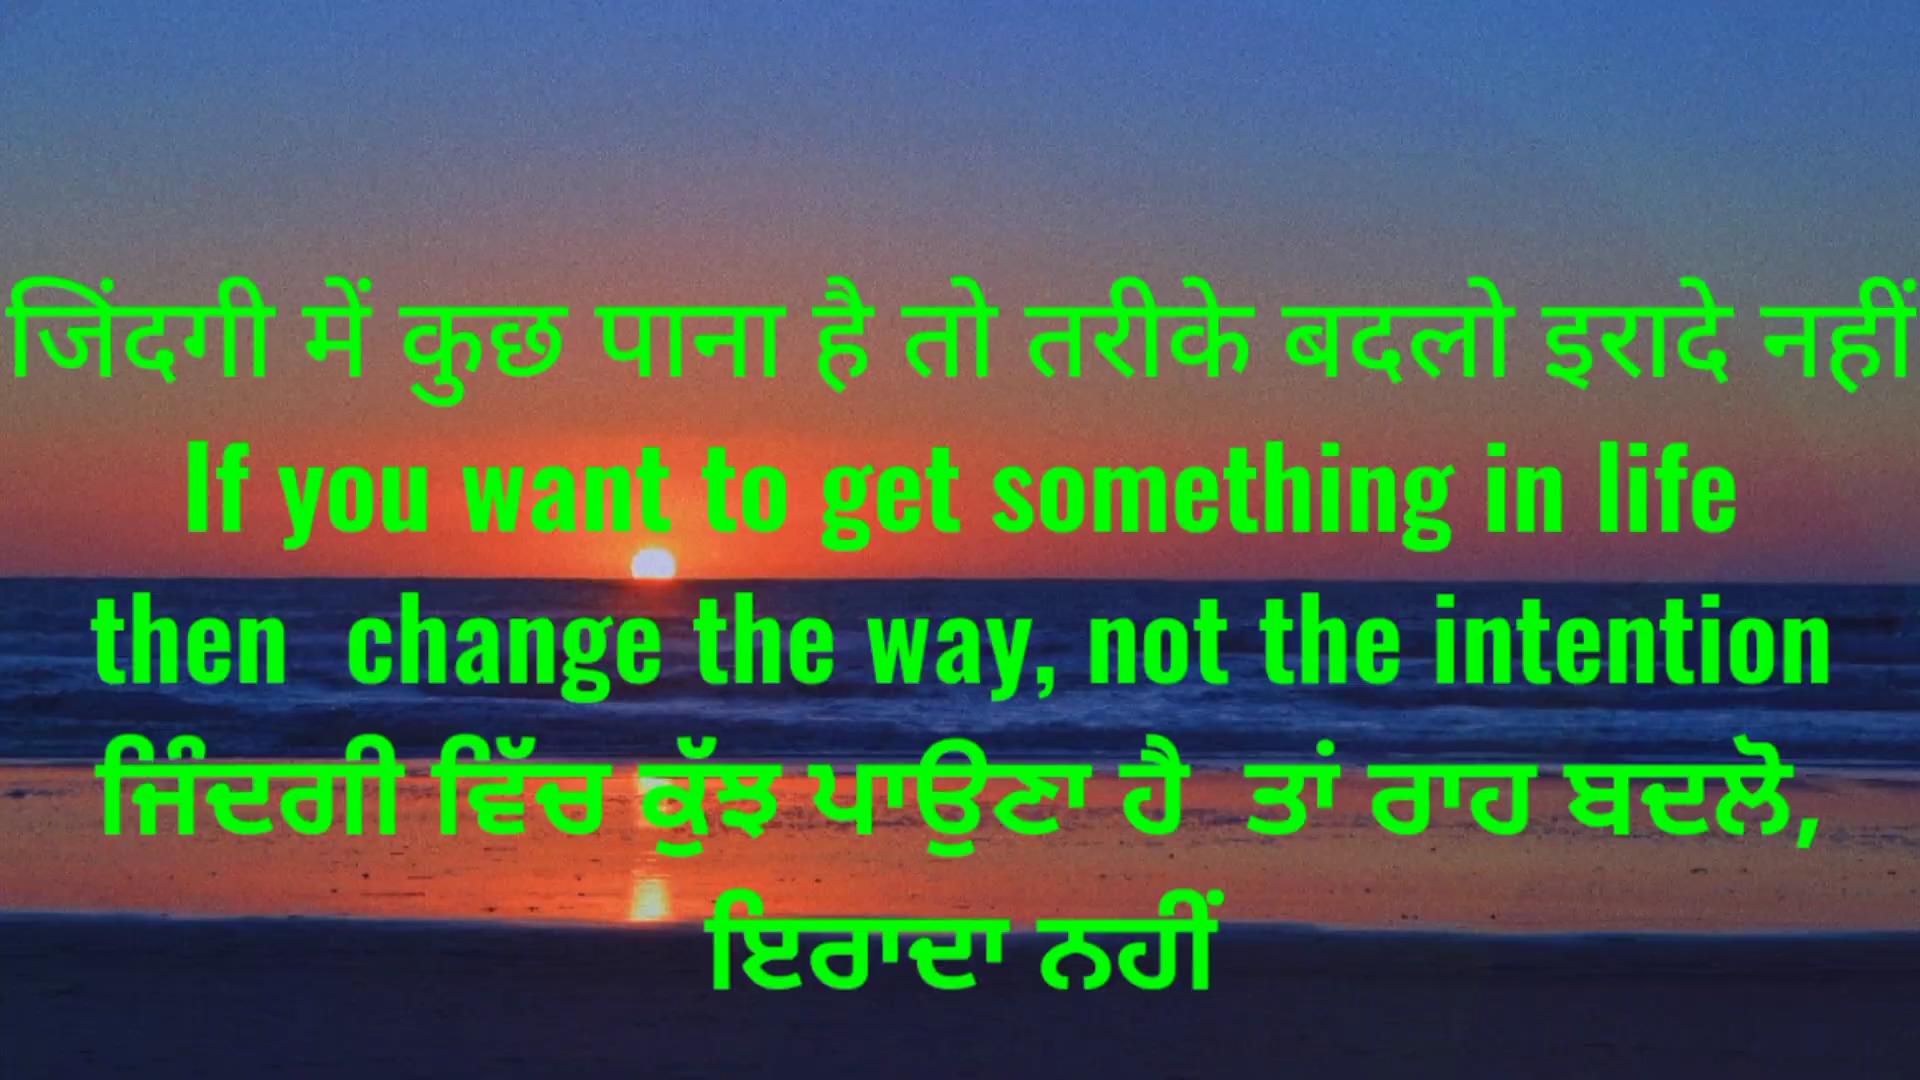 जिंदगी में कुछ पाना है तो तरीके बदलो इरादे नहीं
If you want to get something in life
then  change the way, not the intention
ਜਿੰਦਗੀ ਵਿੱਚ ਕੁੱਝ ਪਾਉਣਾ ਹੈ  ਤਾਂ ਰਾਹ ਬਦਲੋ,
ਇਰਾਦਾ ਨਹੀਂ